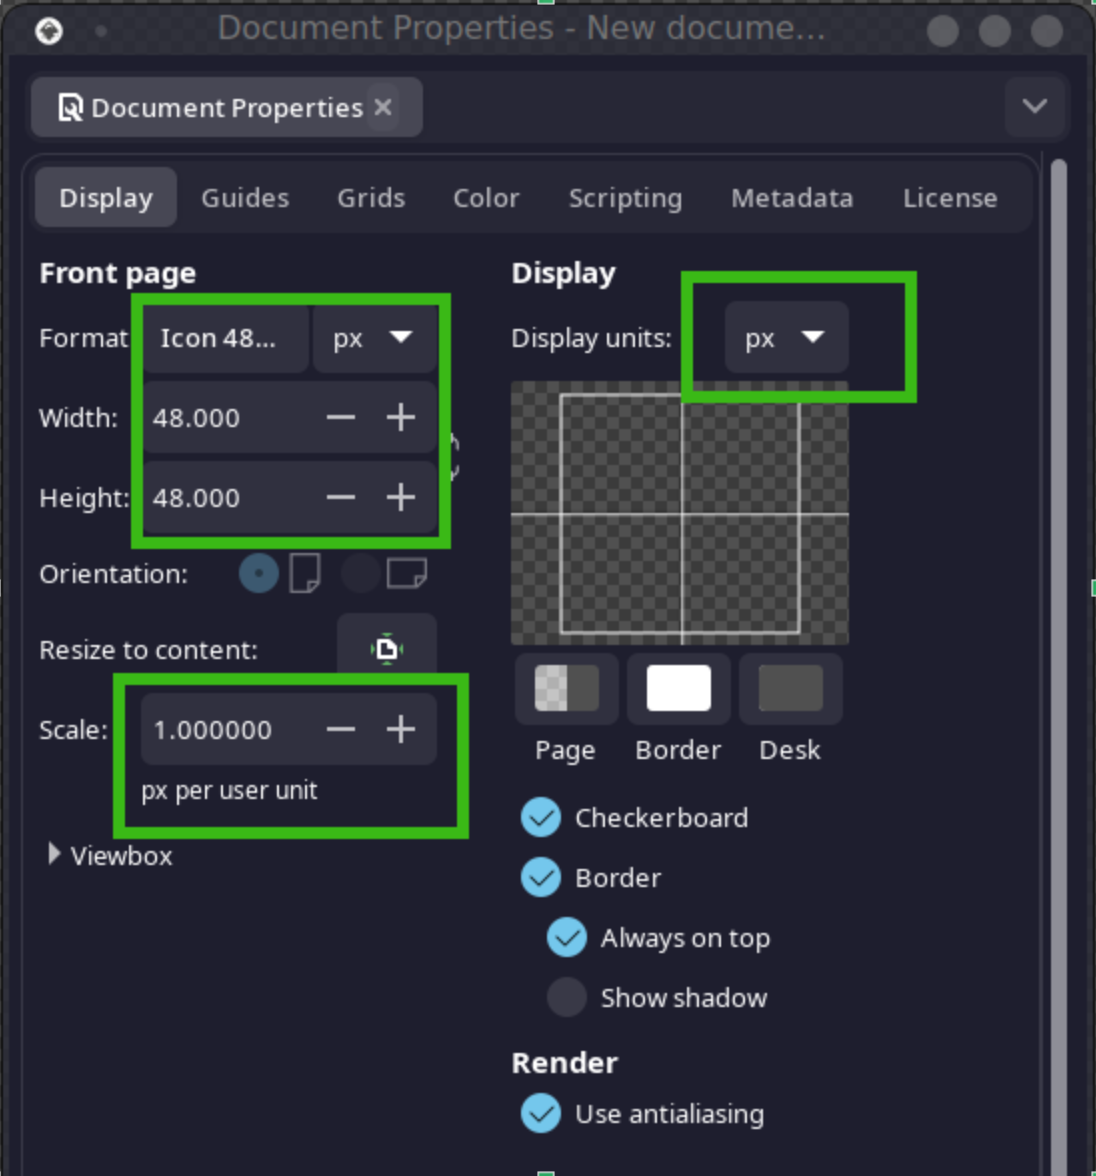 Document Properties - New docume...
Document Properties
Display Guides Grids Color Scripting Metadata License
Front page
Format Icon 48... px
Width: 48.000
Height: 48.000
Orientation:
Resize to content:
Scale: 1.000000
px per user unit
Viewbox
Display
Display units: px
Page Border Desk
Checkerboard
Border
Always on top
Show shadow
Render
Use antialiasing